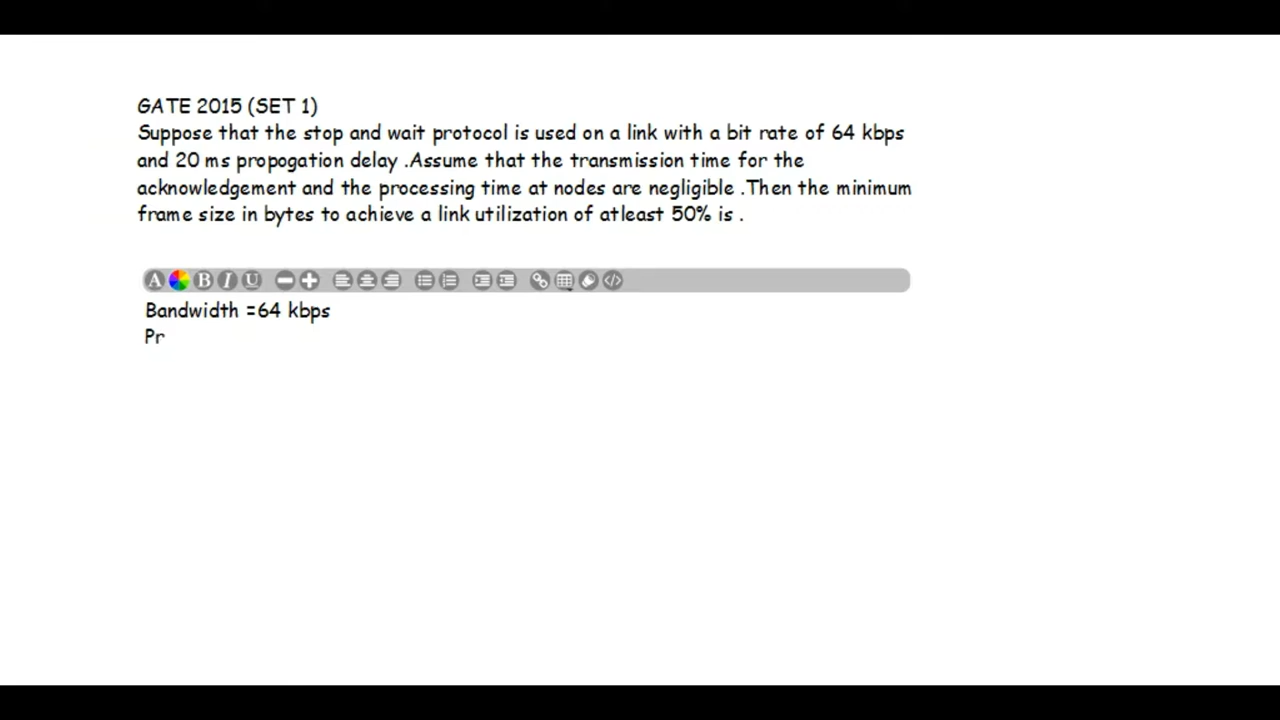 GATE 2015 (SET 1)
Suppose that the stop and wait protocol is used on a link with a bit rate of 64 kbps
and 20 ms propogation delay .Assume that the transmission time for the
acknowledgement and the processing time at nodes are negligible .Then the minimum
frame size in bytes to achieve a link utilization of atleast 50% is .
A B I U </>
Bandwidth =64 kbps
Pr